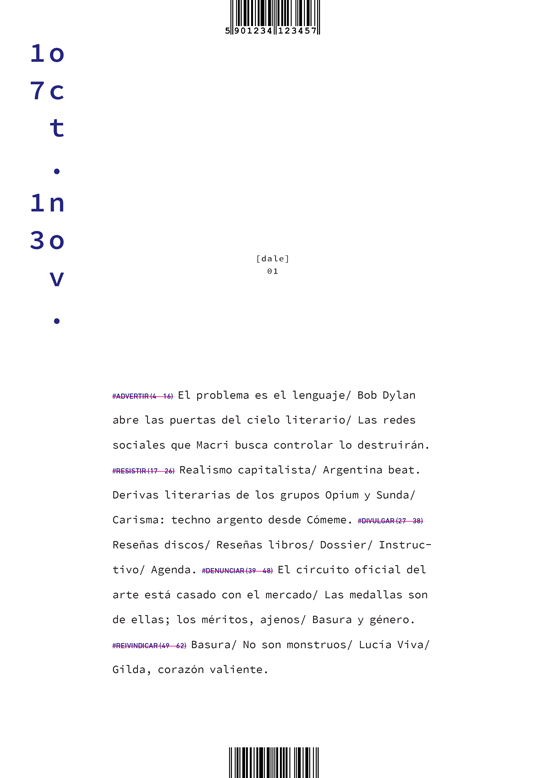 5 901234 123457
1o
7c
t
.
1n
3o
v
.
[dale]
01
#ADVERTIR(4 16) El problema es el lenguaje/ Bob Dylan
abre las puertas del cielo literario/ Las redes
sociales que Macri busca controlar lo destruirán.
#RESISTIR(17 26) Realismo capitalista/ Argentina beat.
Derivas literarias de los grupos Opium y Sunda/
Carisma: techno argento desde Cómeme. #DIVULGAR(27 38)
Reseñas discos/ Reseñas libros/ Dossier/ Instruc-
tivo/ Agenda. #DENUNCIAR(39 48) El circuito oficial del
arte está casado con el mercado/ Las medallas son
de ellas; los méritos, ajenos/ Basura y género.
#REIVINDICAR(49 62) Basura/ No son monstruos/ Lucía Viva/
Gilda, corazón valiente.